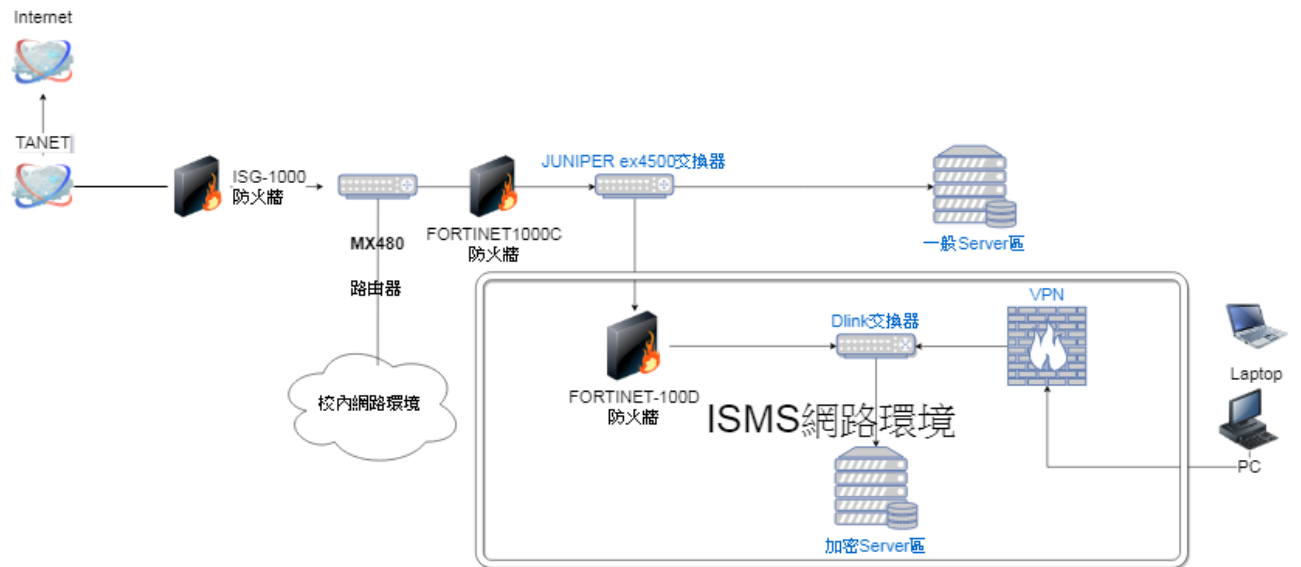 Internet
TANET
ISG-1000
防火牆
MX480
路由器
校內網路環境
FORTINET1000C
防火牆
JUNIPER ex4500交換器
一般Server區
FORTINET-100D
防火牆
Dlink交換器
VPN
ISMS網路環境
加密Server區
Laptop
PC